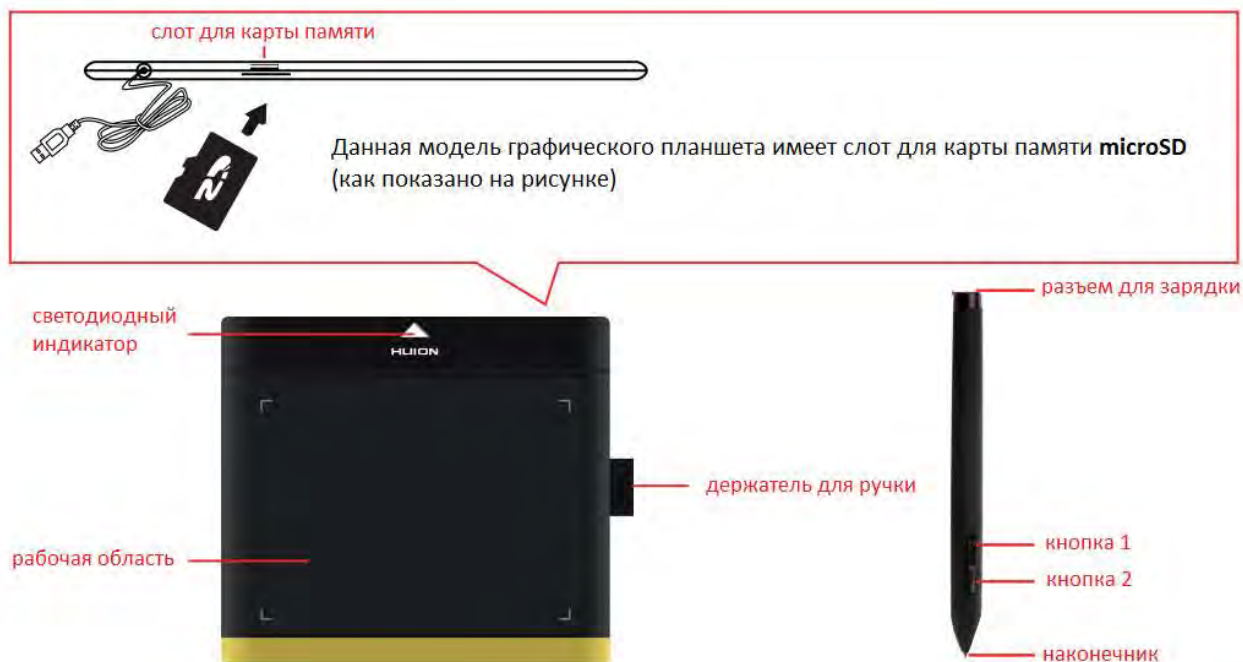 слот для карты памяти
Данная модель графического планшета имеет слот для карты памяти microSD
(как показано на рисунке)
разъем для зарядки
светодиодный
индикатор
HUION
держатель для ручки
кнопка 1
рабочая область
кнопка 2
наконечник